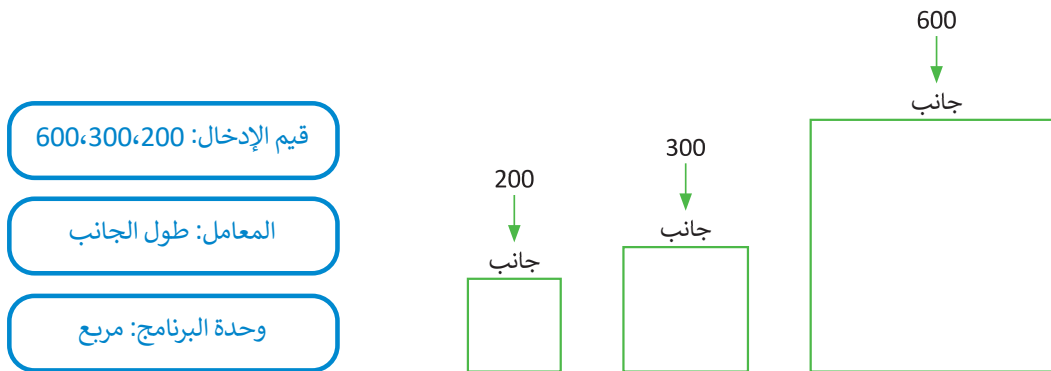 600
جانب
300
جانب
200
جانب
قيم الإدخال: 200،300،600
المعامل: طول الجانب
وحدة البرنامج: مربع